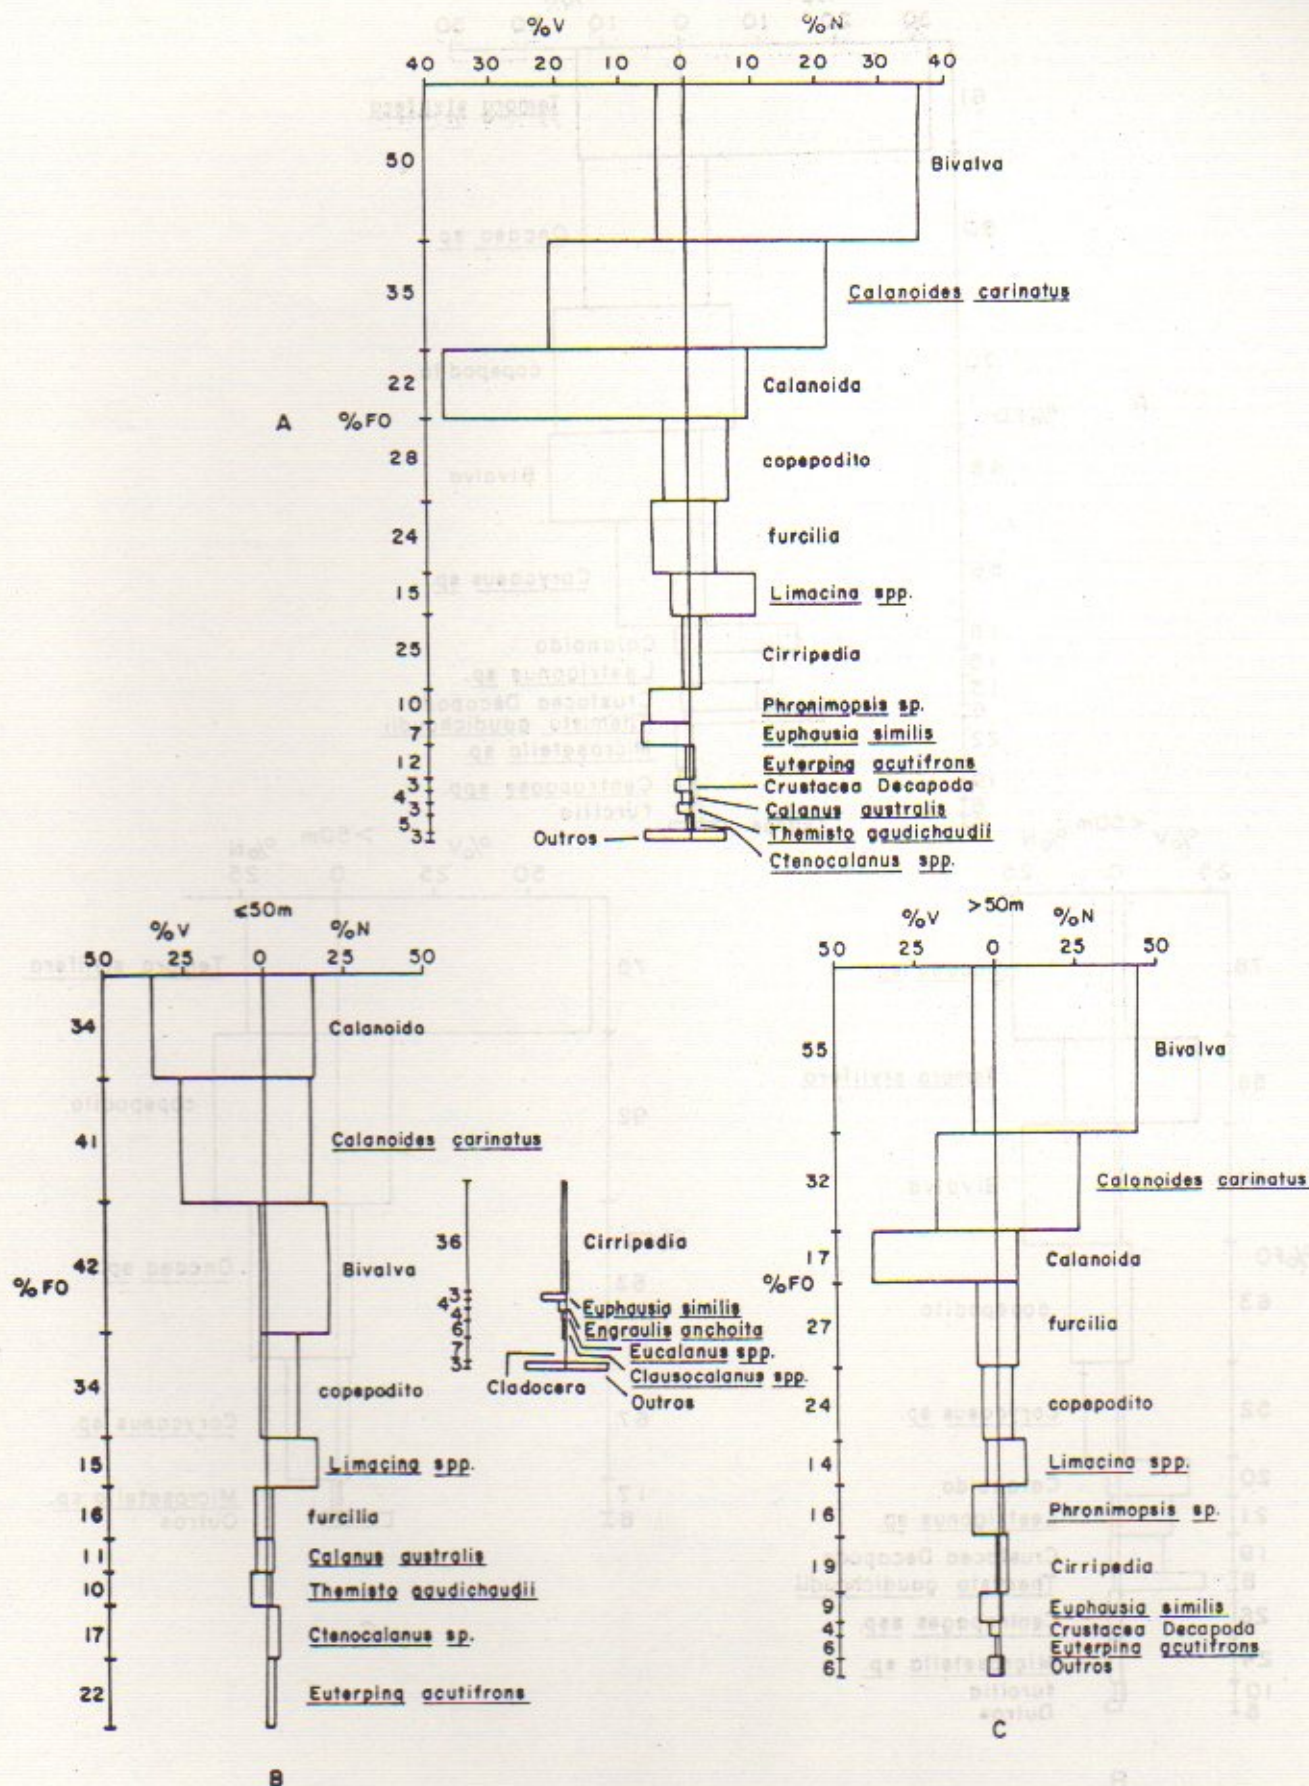 %V %N
40 30 20 10 0 10 20 30 40
50 Bivalva
35 Calanoides carinatus
22 Calanoida
A %FO
28 copepodito
24 furcilia
15 Limacina spp.
25 Cirripedia
10 Phronimopsis sp.
7 Euphausia similis
12 Euterpina acutifrons
3 Crustacea Decapoda
4 Calanus australis
3 Themisto gaudichaudii
5 Ctenocalanus spp.
3 Outros
≤50m
%V %N
50 25 0 25 50
34 Calanoida
41 Calanoides carinatus
42 Bivalva
%FO
34 copepodito
15 Limacina spp.
16 furcilia
11 Calanus australis
10 Themisto gaudichaudii
17 Ctenocalanus sp.
22 Euterpina acutifrons
B
36 Cirripedia
3 Euphausia similis
4 Engraulis anchoita
4 Eucalanus spp.
6 Clausocalanus spp.
7 Cladocera
3 Outros
>50m
%V %N
50 25 0 25 50
55 Bivalva
32 Calanoides carinatus
17 Calanoida
%FO
27 furcilia
24 copepodito
14 Limacina spp.
16 Phronimopsis sp.
19 Cirripedia
9 Euphausia similis
4 Crustacea Decapoda
6 Euterpina acutifrons
6 Outros
C